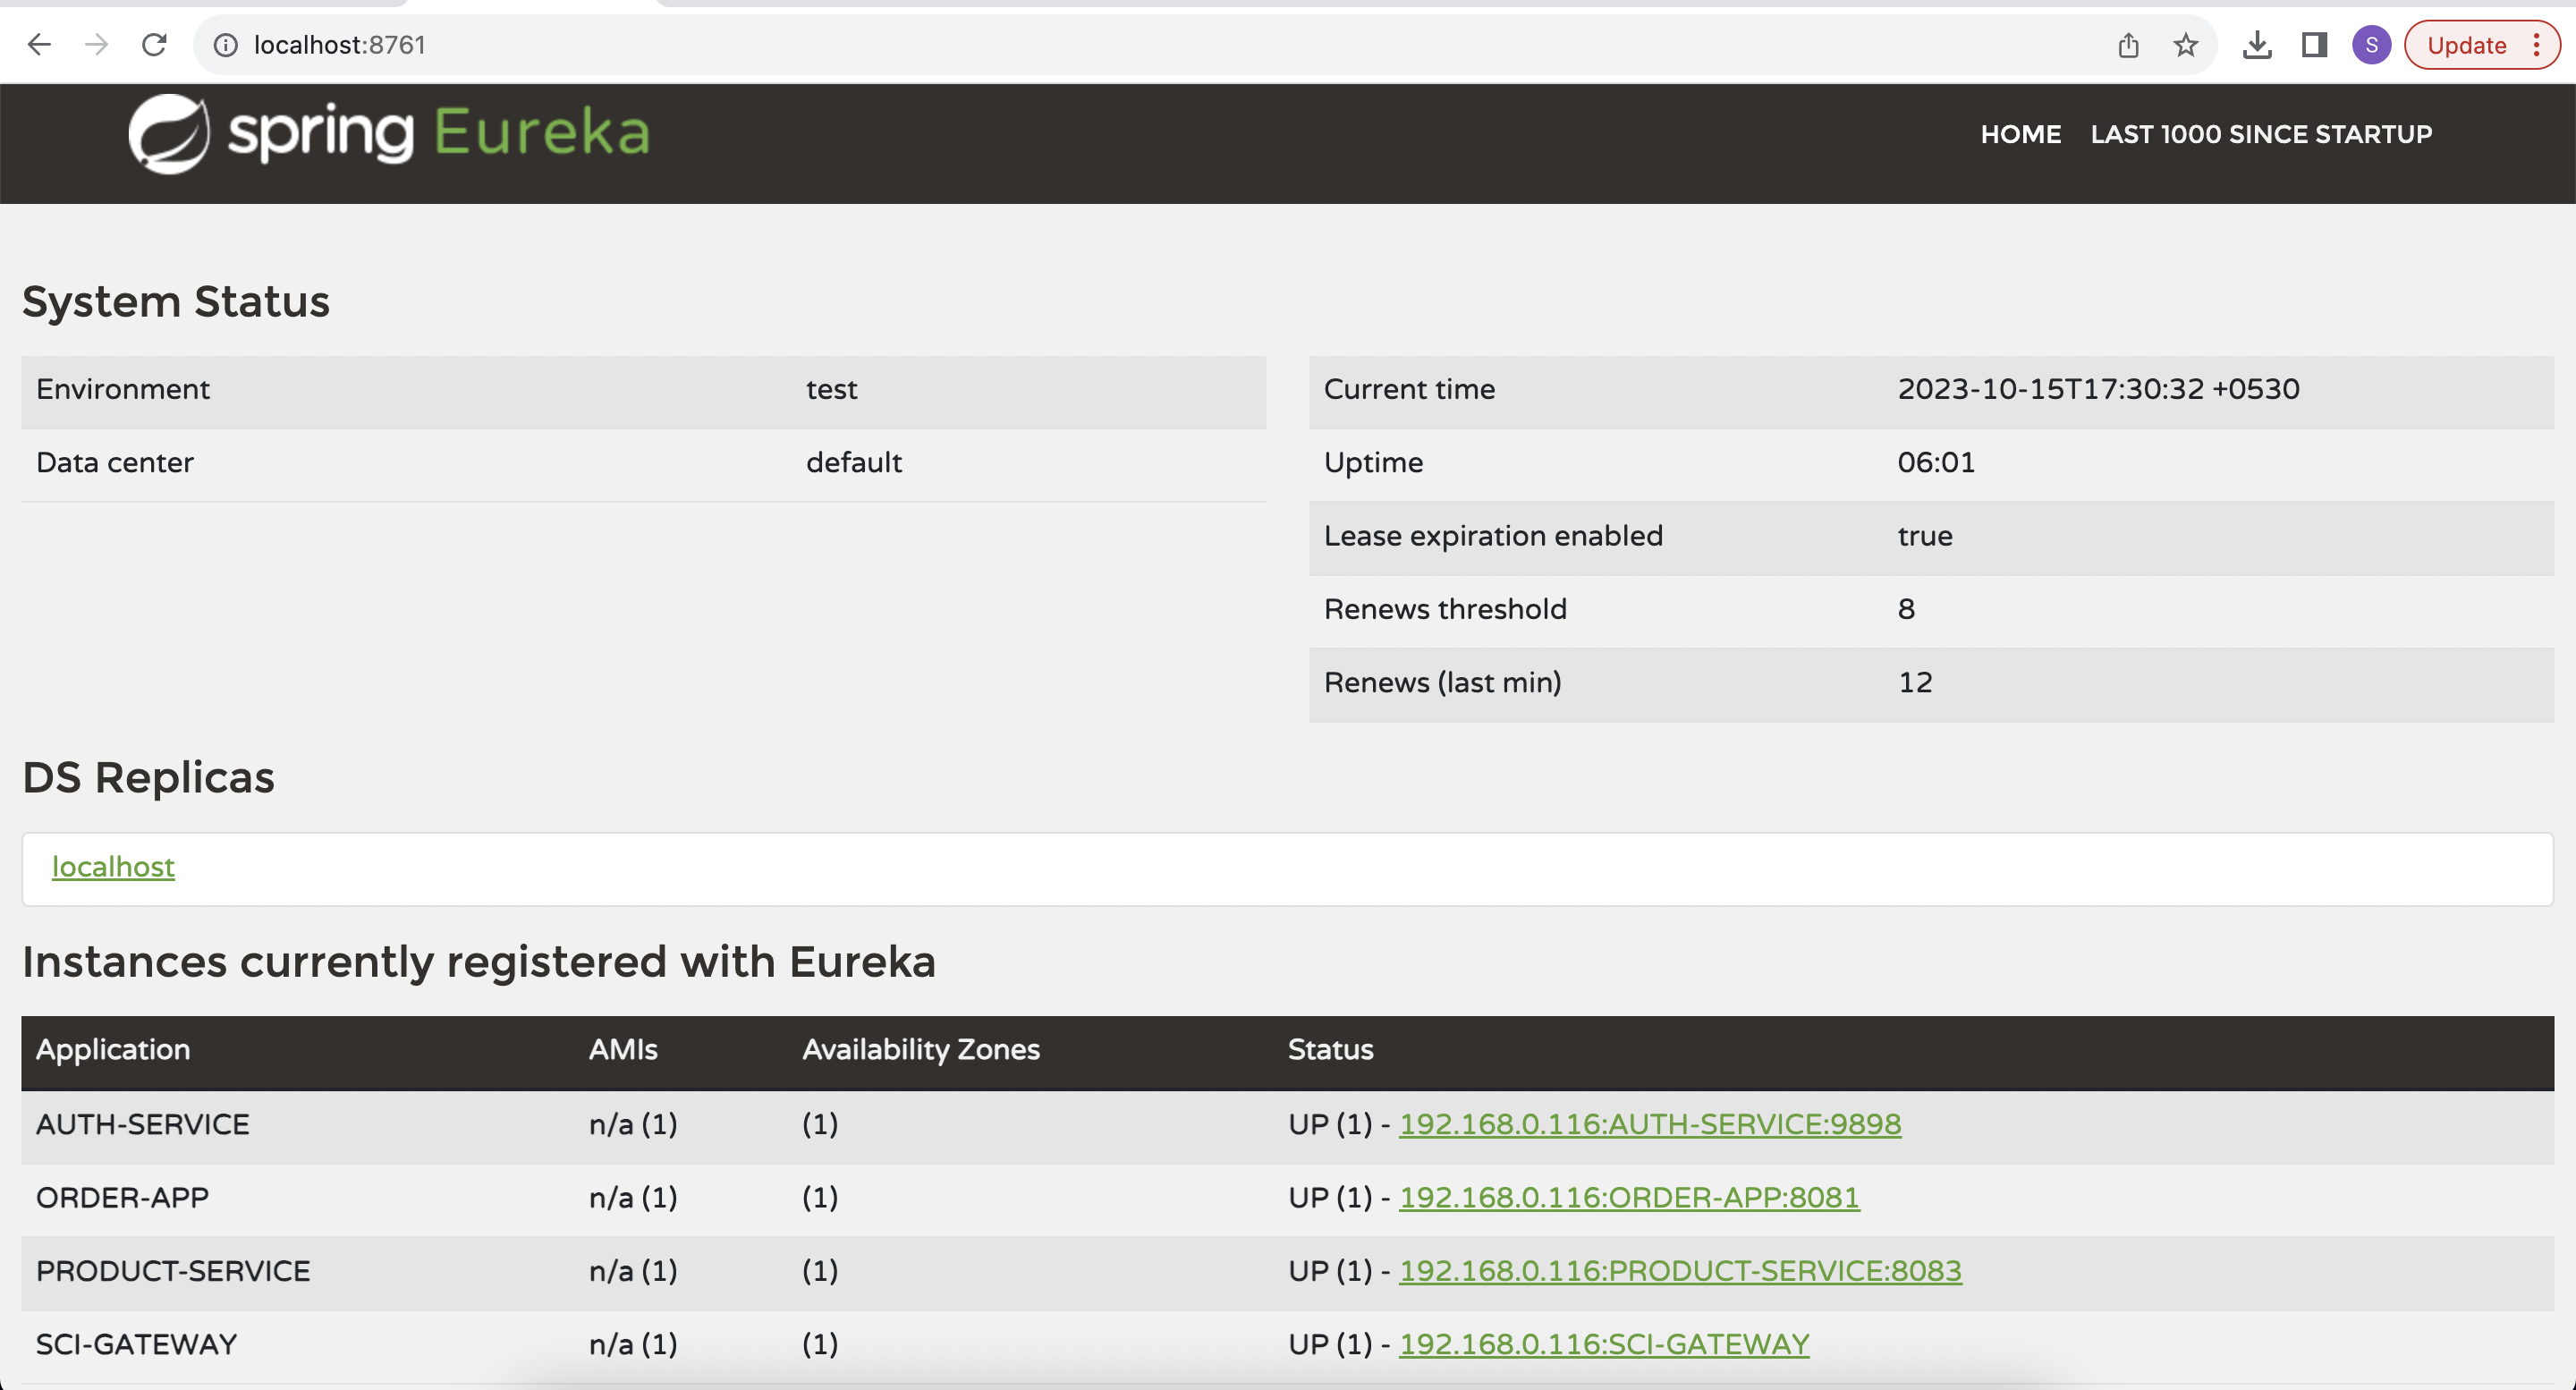 localhost:8761
S
Update
spring Eureka
HOME LAST 1000 SINCE STARTUP
System Status
Environment test
Data center default
Current time 2023-10-15T17:30:32 +0530
Uptime 06:01
Lease expiration enabled true
Renews threshold 8
Renews (last min) 12
DS Replicas
localhost
Instances currently registered with Eureka
Application AMIs Availability Zones Status
AUTH-SERVICE n/a (1) (1) UP (1) - 192.168.0.116:AUTH-SERVICE:9898
ORDER-APP n/a (1) (1) UP (1) - 192.168.0.116:ORDER-APP:8081
PRODUCT-SERVICE n/a (1) (1) UP (1) - 192.168.0.116:PRODUCT-SERVICE:8083
SCI-GATEWAY n/a (1) (1) UP (1) - 192.168.0.116:SCI-GATEWAY